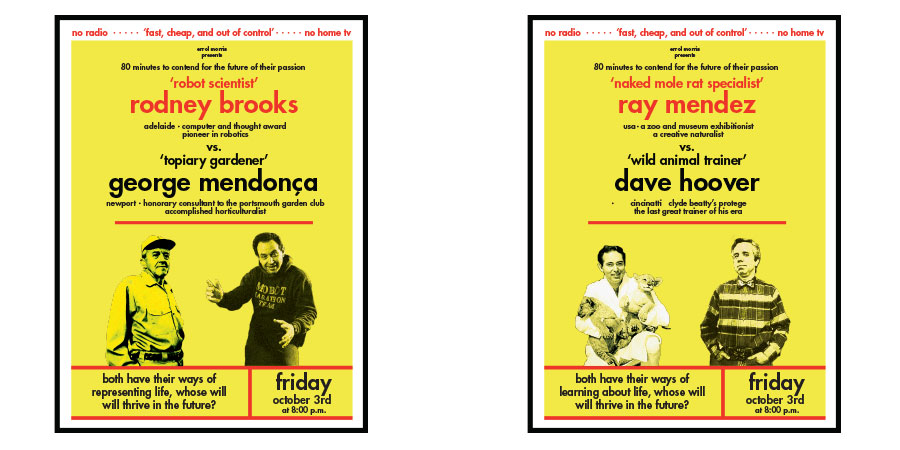 no radio ····· ‘fast, cheap, and out of control’ ····· no home tv
errol morris
presents
80 minutes to contend for the future of their passion
‘robot scientist’
rodney brooks
adelaide · computer and thought award
pioneer in robotics
vs.
‘topiary gardener’
george mendonça
newport · honorary consultant to the portsmouth garden club
accomplished horticulturalist
ROBOT
MARATHON
TEAM
both have their ways of
representing life, whose will
will thrive in the future?
friday
october 3rd
at 8:00 p.m.
no radio ····· ‘fast, cheap, and out of control’ ····· no home tv
errol morris
presents
80 minutes to contend for the future of their passion
‘naked mole rat specialist’
ray mendez
usa · a zoo and museum exhibitionist
a creative naturalist
vs.
‘wild animal trainer’
dave hoover
· cincinatti clyde beatty’s protege
the last great trainer of his era
both have their ways of
learning about life, whose will
will thrive in the future?
friday
october 3rd
at 8:00 p.m.